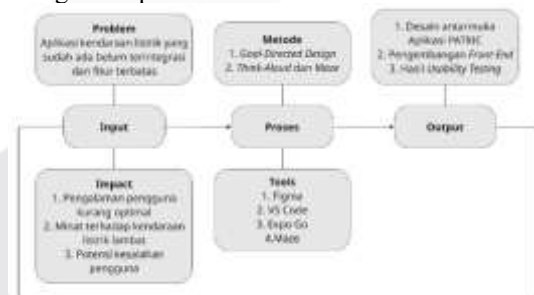 Problem
Aplikasi kendaraan listrik yang
sudah ada belum terintegrasi
dan fitur terbatas
Metode
1. Goal-Directed Design
2. Think-Aloud dan Maze
1. Desain antarmuka
Aplikasi PATRIC
2. Pengembangan Front-End
3. Hasil Usability Testing
Input
Proses
Output
Impact
1. Pengalaman pengguna
kurang optimal
2. Minat terhadap kendaraan
listrik lambat
3. Potensi kesalahan
pengguna
Tools
1. Figma
2. VS Code
3. Expo Go
4.Maze